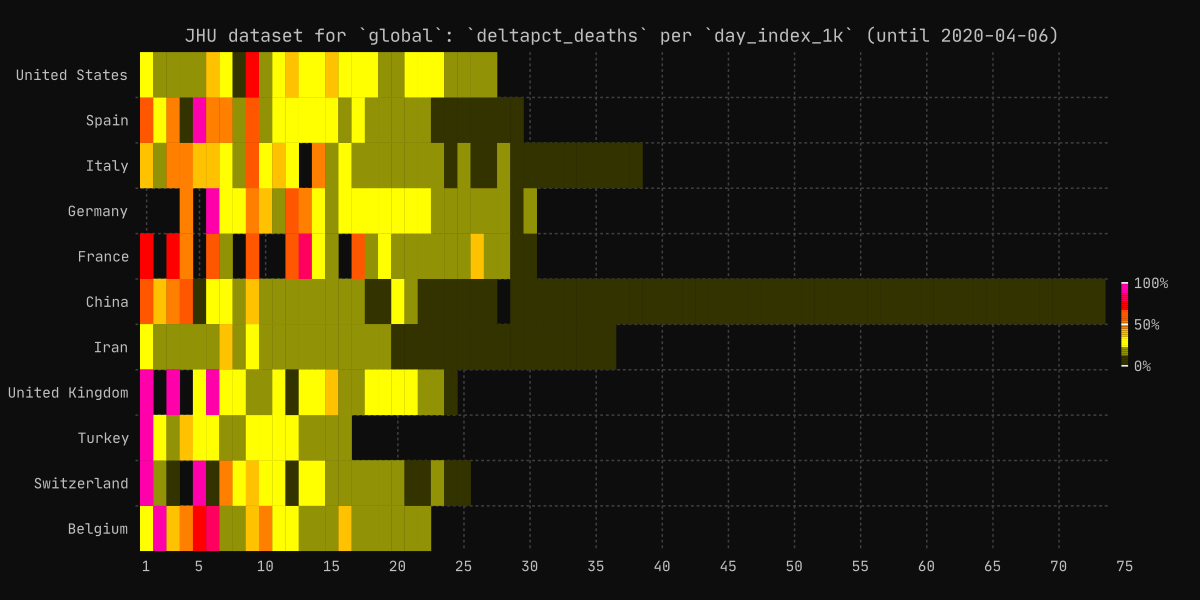 JHU dataset for `global`: `deltapct_deaths` per `day_index_1k` (until 2020-04-06)
United States
Spain
Italy
Germany
France
China
Iran
United Kingdom
Turkey
Switzerland
Belgium
100%
50%
0%
1 5 10 15 20 25 30 35 40 45 50 55 60 65 70 75